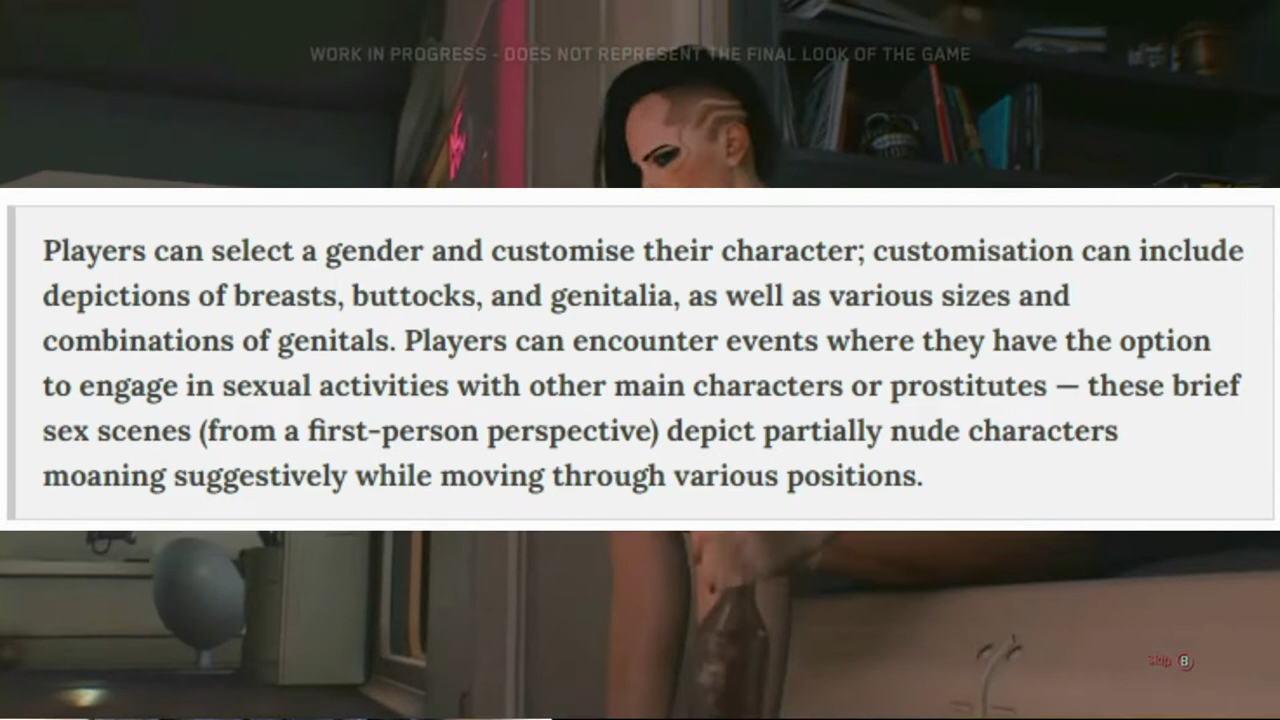 WORK IN PROGRESS - DOES NOT REPRESENT THE FINAL LOOK OF THE GAME
Players can select a gender and customise their character; customisation can include
depictions of breasts, buttocks, and genitalia, as well as various sizes and
combinations of genitals. Players can encounter events where they have the option
to engage in sexual activities with other main characters or prostitutes — these brief
sex scenes (from a first-person perspective) depict partially nude characters
moaning suggestively while moving through various positions.
Skip B